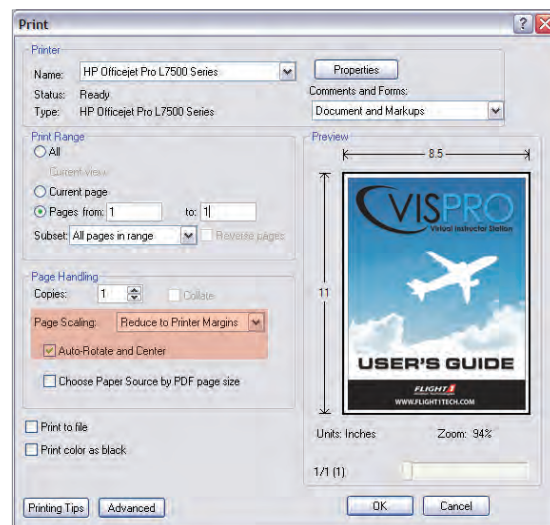 Print
Printer
Name: HP Officejet Pro L7500 Series
Properties
Status: Ready
Comments and Forms:
Type: HP Officejet Pro L7500 Series
Document and Markups
Print Range
All
Current view
Current page
Pages from: 1 to: 1
Subset: All pages in range
Reverse pages
Page Handling
Copies: 1
Collate
Page Scaling: Reduce to Printer Margins
Auto-Rotate and Center
Choose Paper Source by PDF page size
Print to file
Print color as black
Printing Tips
Advanced
Preview
8.5
11
VISPRO
Virtual Instructor Station
USER'S GUIDE
FLIGHT1
WWW.FLIGHT1TECH.COM
Units: Inches Zoom: 94%
1/1 (1)
OK
Cancel